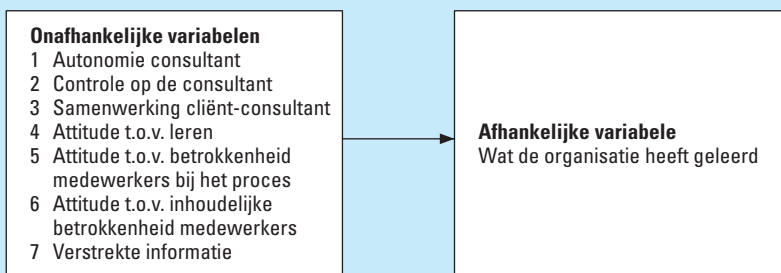 Onafhankelijke variabelen
1 Autonomie consultant
2 Controle op de consultant
3 Samenwerking cliënt-consultant
4 Attitude t.o.v. leren
5 Attitude t.o.v. betrokkenheid
medewerkers bij het proces
6 Attitude t.o.v. inhoudelijke
betrokkenheid medewerkers
7 Verstrekte informatie
Afhankelijke variabele
Wat de organisatie heeft geleerd